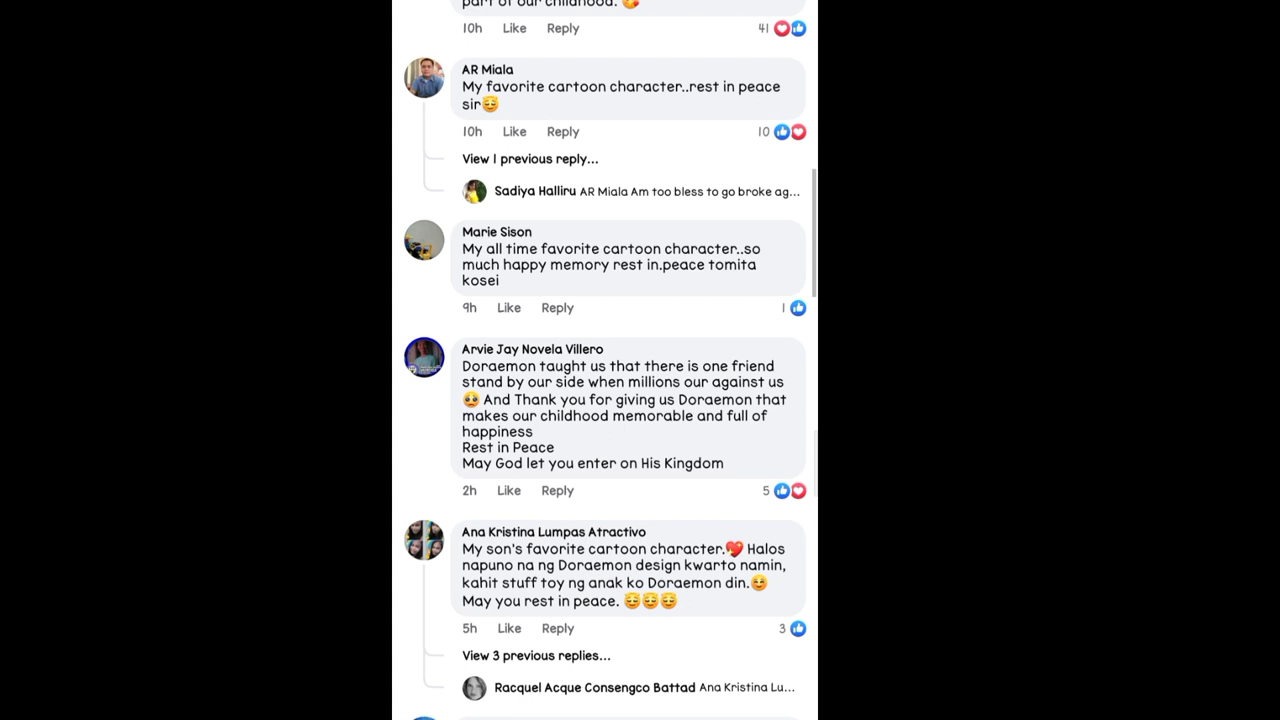 part of our childhood.
10h Like Reply 41
AR Miala
My favorite cartoon character..rest in peace
sir
10h Like Reply 10
View 1 previous reply...
Sadiya Halliru AR Miala Am too bless to go broke ag...
Marie Sison
My all time favorite cartoon character..so
much happy memory rest in.peace tomita
kosei
9h Like Reply 1
Arvie Jay Novela Villero
Doraemon taught us that there is one friend
stand by our side when millions our against us
🥺 And Thank you for giving us Doraemon that
makes our childhood memorable and full of
happiness
Rest in Peace
May God let you enter on His Kingdom
2h Like Reply 5
Ana Kristina Lumpas Atractivo
My son's favorite cartoon character.💖 Halos
napuno na ng Doraemon design kwarto namin,
kahit stuff toy ng anak ko Doraemon din.☺️
May you rest in peace. 😇😇😇
5h Like Reply 3
View 3 previous replies...
Racquel Acque Consengco Battad Ana Kristina Lu...